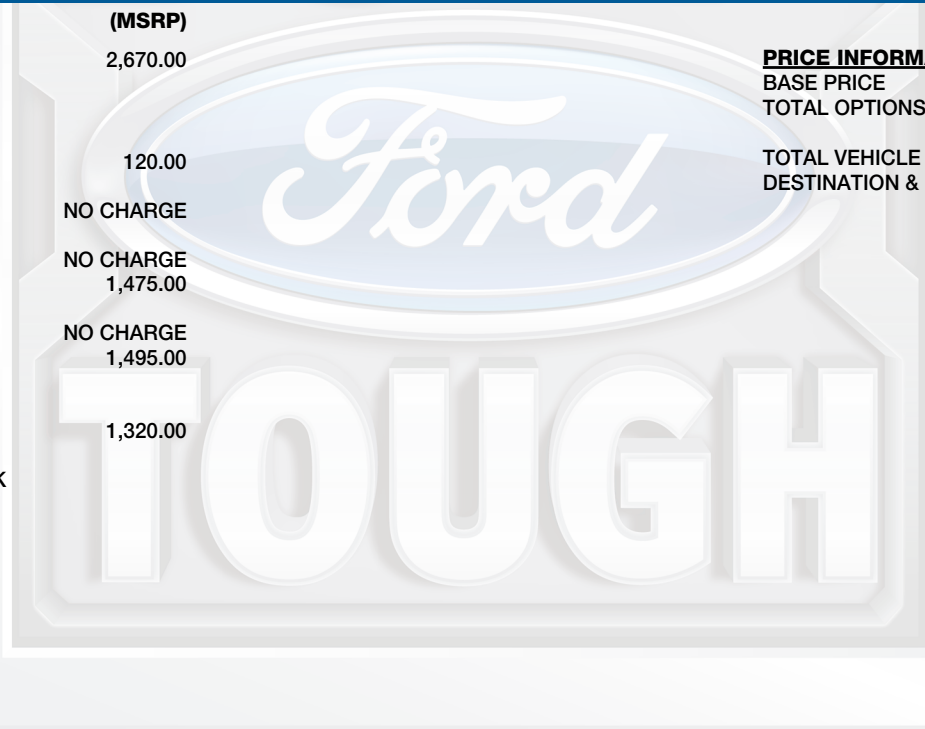 (MSRP)
2,670.00
120.00
NO CHARGE
NO CHARGE
1,475.00
NO CHARGE
1,495.00
1,320.00
K
PRICE INFORMA
BASE PRICE
TOTAL OPTIONS
TOTAL VEHICLE
DESTINATION &
Ford
TOUGH